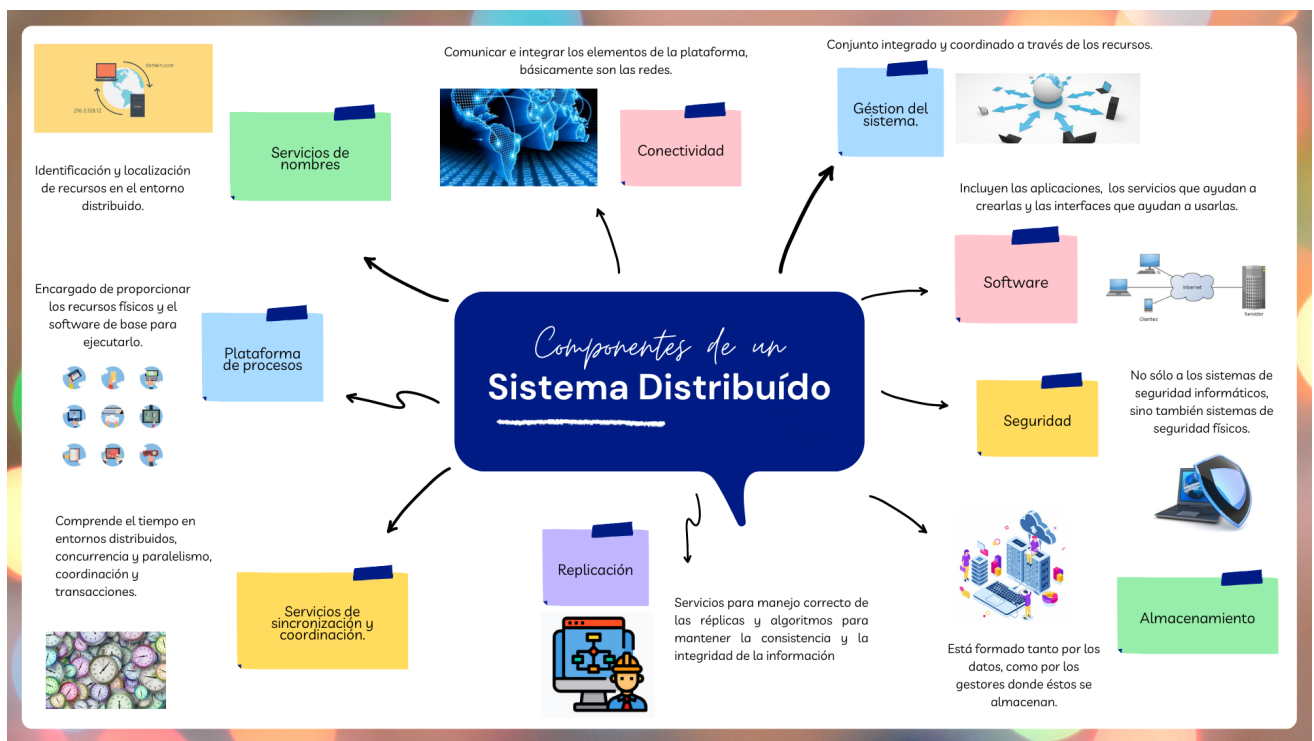 Componentes de un
Sistema Distribuído
domain.com
216.3.128.12
Identificación y localización
de recursos en el entorno
distribuido.
Servicios de
nombres
Comunicar e integrar los elementos de la plataforma,
básicamente son las redes.
Conectividad
Conjunto integrado y coordinado a través de los recursos.
Géstion del
sistema.
Incluyen las aplicaciones, los servicios que ayudan a
crearlas y las interfaces que ayudan a usarlas.
Software
Internet
Clientes
Servidor
Encargado de proporcionar
los recursos físicos y el
software de base para
ejecutarlo.
Plataforma
de procesos
No sólo a los sistemas de
seguridad informáticos,
sino también sistemas de
seguridad físicos.
Seguridad
Comprende el tiempo en
entornos distribuidos,
concurrencia y paralelismo,
coordinación y
transacciones.
Servicios de
sincronización y
coordinación.
Replicación
Servicios para manejo correcto de
las réplicas y algoritmos para
mantener la consistencia y la
integridad de la información
Almacenamiento
Está formado tanto por los
datos, como por los
gestores donde éstos se
almacenan.